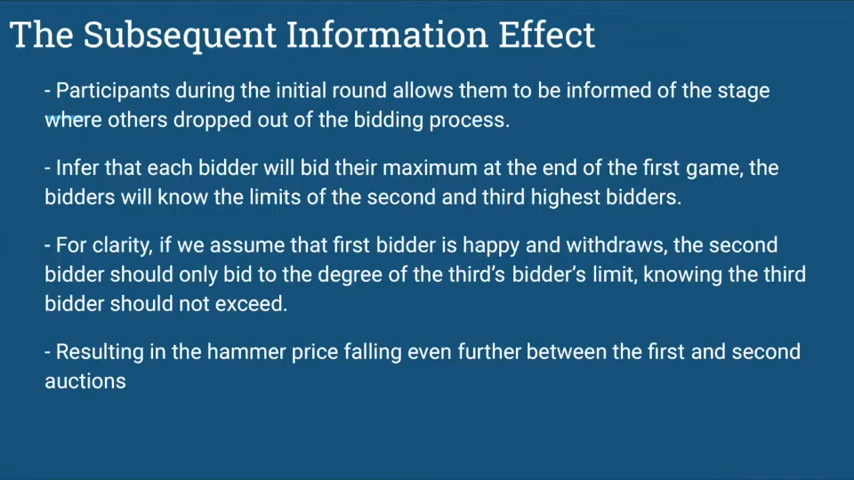 The Subsequent Information Effect
- Participants during the initial round allows them to be informed of the stage
where others dropped out of the bidding process.
- Infer that each bidder will bid their maximum at the end of the first game, the
bidders will know the limits of the second and third highest bidders.
- For clarity, if we assume that first bidder is happy and withdraws, the second
bidder should only bid to the degree of the third’s bidder’s limit, knowing the third
bidder should not exceed.
- Resulting in the hammer price falling even further between the first and second
auctions